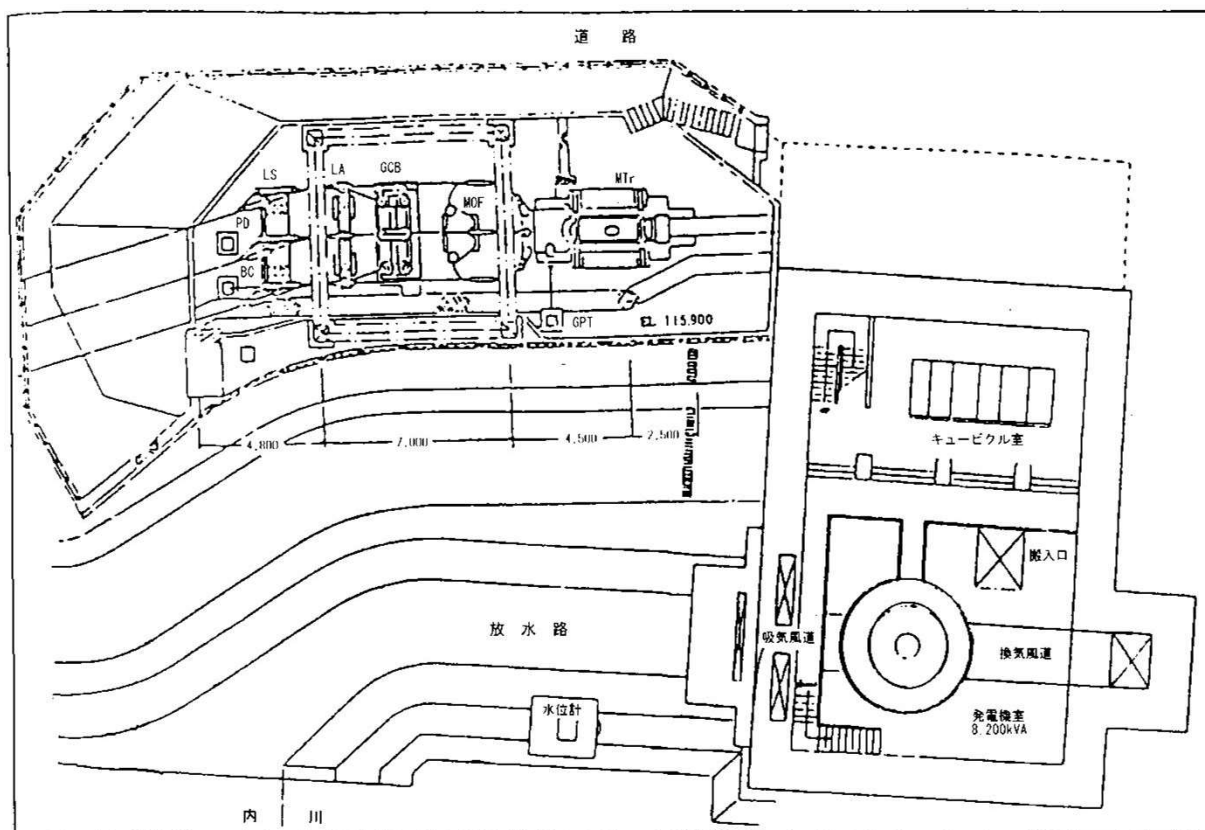 道路
LS
LA
GCB
MTr
MOF
PD
BC
GPT
EL 115.900
4,800
7,000
4,500
2,500
キュービクル室
搬入口
放水路
吸気風道
換気風道
水位計
発電機室
8,200kVA
内川